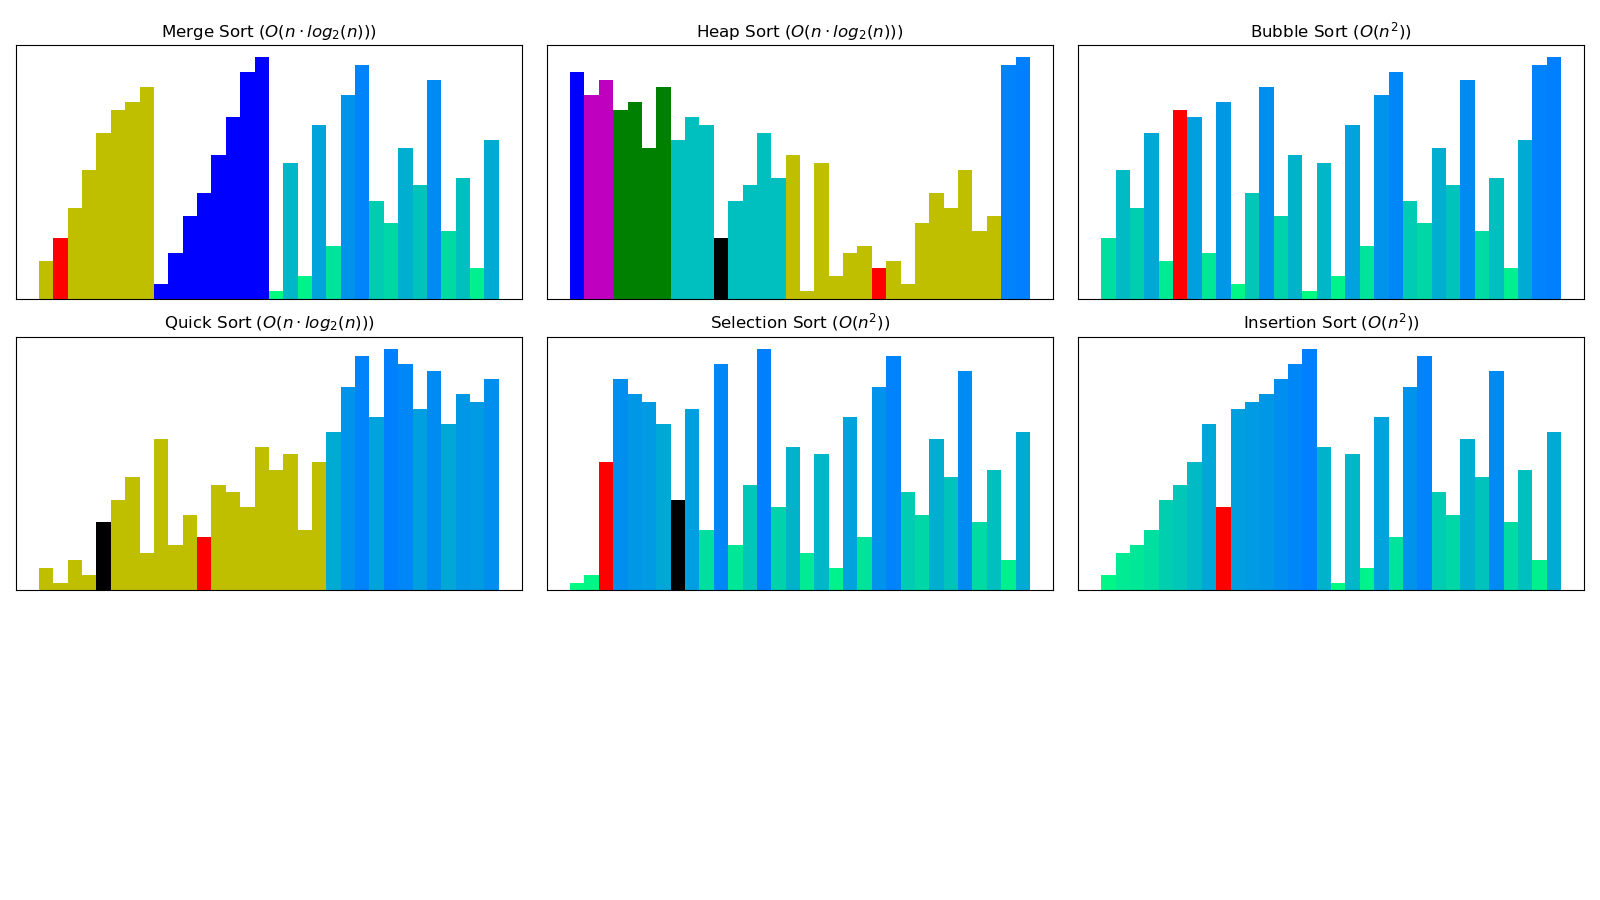 Merge Sort (O(n · log₂(n)))
Heap Sort (O(n · log₂(n)))
Bubble Sort (O(n²))
Quick Sort (O(n · log₂(n)))
Selection Sort (O(n²))
Insertion Sort (O(n²))